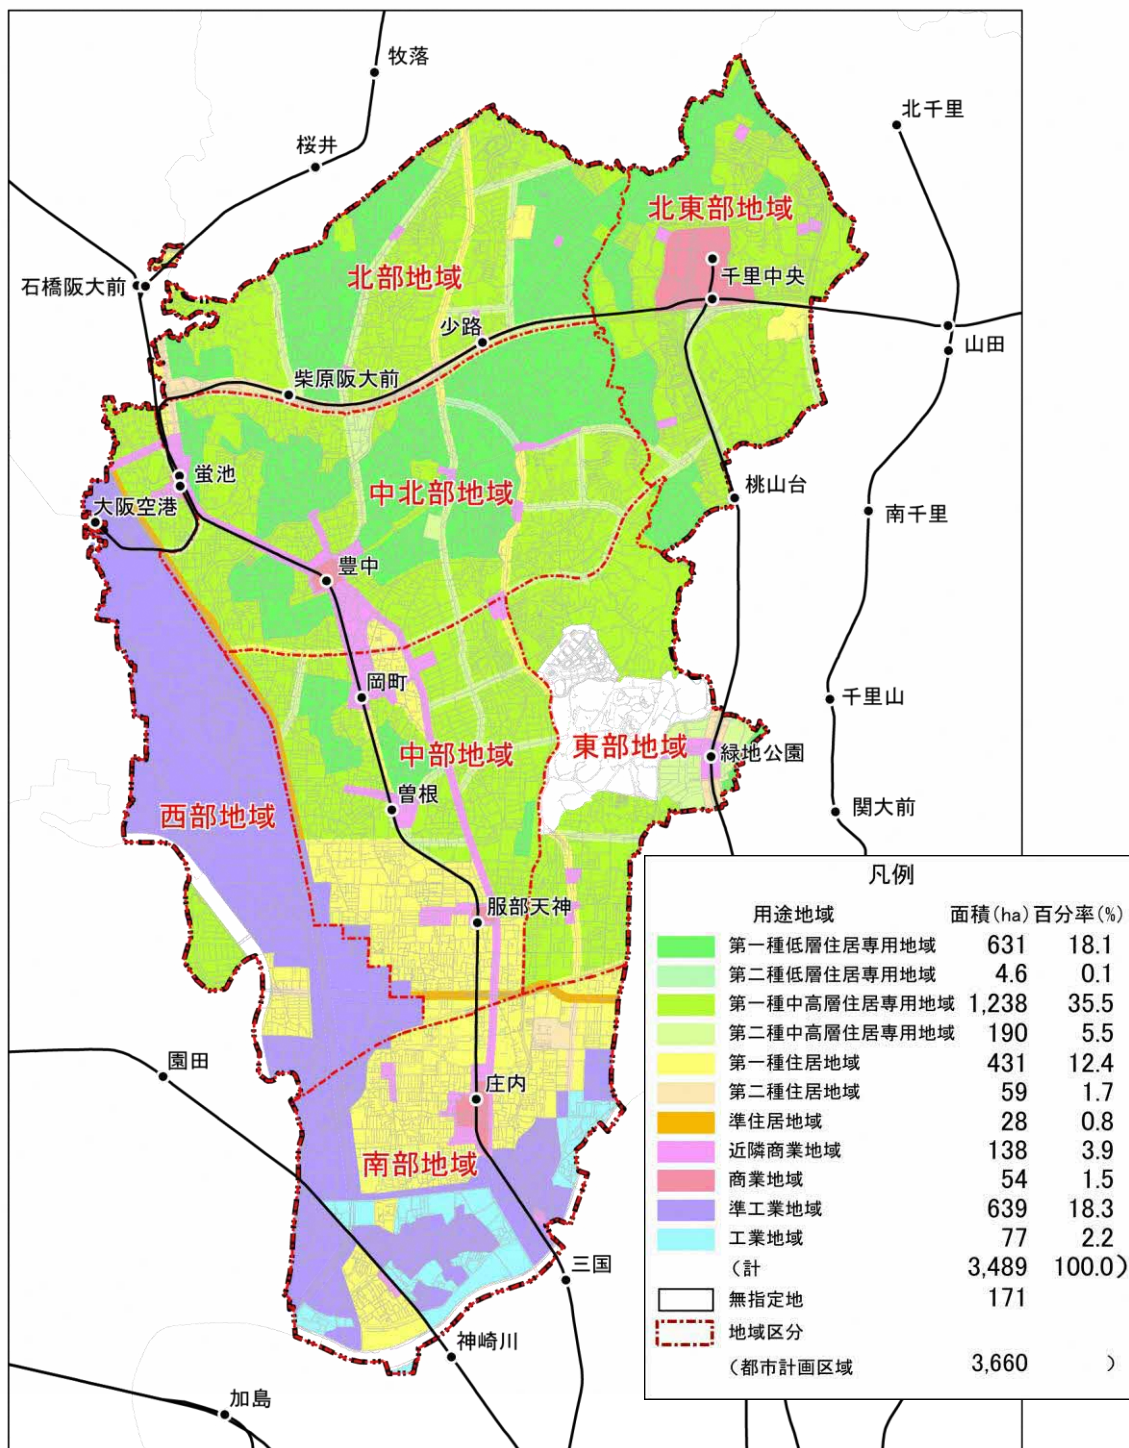 牧落
北千里
桜井
北東部地域
北部地域
千里中央
石橋阪大前
少路
山田
柴原阪大前
蛍池
中北部地域
桃山台
大阪空港
南千里
豊中
岡町
千里山
中部地域
東部地域
緑地公園
曽根
西部地域
関大前
服部天神
園田
庄内
南部地域
三国
神崎川
加島
凡例
用途地域 面積(ha) 百分率(%)
第一種低層住居専用地域 631 18.1
第二種低層住居専用地域 4.6 0.1
第一種中高層住居専用地域 1,238 35.5
第二種中高層住居専用地域 190 5.5
第一種住居地域 431 12.4
第二種住居地域 59 1.7
準住居地域 28 0.8
近隣商業地域 138 3.9
商業地域 54 1.5
準工業地域 639 18.3
工業地域 77 2.2
(計 3,489 100.0)
無指定地 171
地域区分
(都市計画区域 3,660 )